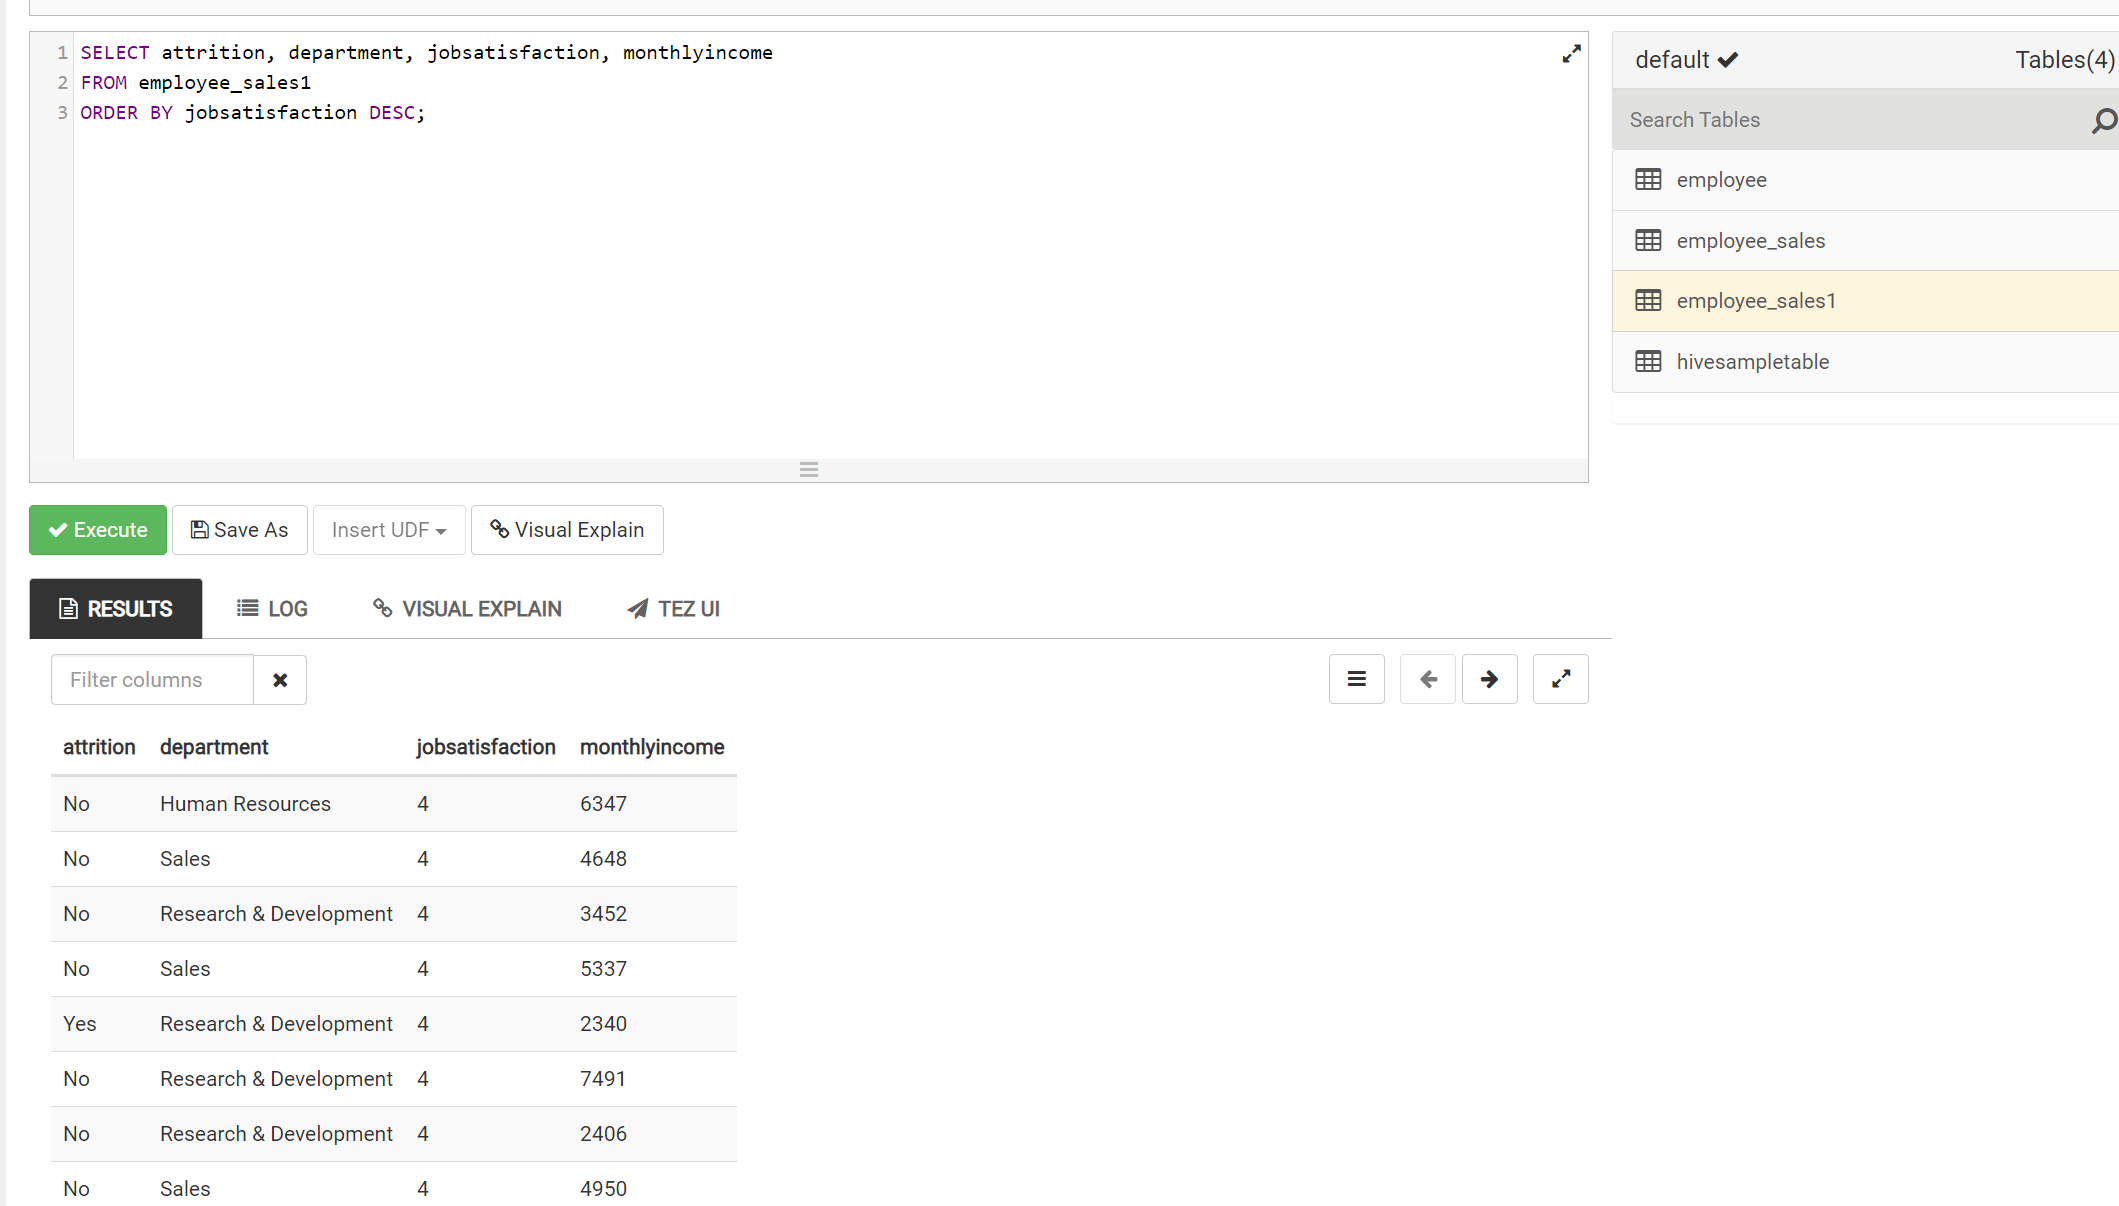 1 SELECT attrition, department, jobsatisfaction, monthlyincome
2 FROM employee_sales1
3 ORDER BY jobsatisfaction DESC;
default Tables(4)
Search Tables
employee
employee_sales
employee_sales1
hivesampletable
Execute Save As Insert UDF Visual Explain
RESULTS LOG VISUAL EXPLAIN TEZ UI
Filter columns
attrition department jobsatisfaction monthlyincome
No Human Resources 4 6347
No Sales 4 4648
No Research & Development 4 3452
No Sales 4 5337
Yes Research & Development 4 2340
No Research & Development 4 7491
No Research & Development 4 2406
No Sales 4 4950